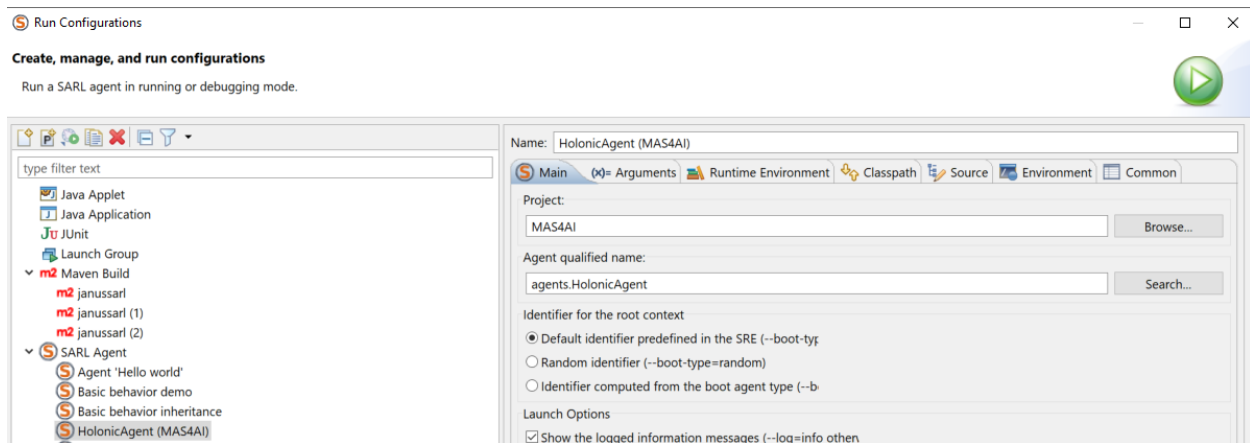 Run Configurations
Create, manage, and run configurations
Run a SARL agent in running or debugging mode.
type filter text
Java Applet
Java Application
JUnit
Launch Group
Maven Build
janussarl
janussarl (1)
janussarl (2)
SARL Agent
Agent 'Hello world'
Basic behavior demo
Basic behavior inheritance
HolonicAgent (MAS4AI)
Name: HolonicAgent (MAS4AI)
Main (x)= Arguments Runtime Environment Classpath Source Environment Common
Project:
MAS4AI Browse...
Agent qualified name:
agents.HolonicAgent Search...
Identifier for the root context
Default identifier predefined in the SRE (--boot-typ
Random identifier (--boot-type=random)
Identifier computed from the boot agent type (--b
Launch Options
Show the logged information messages (--log=info other